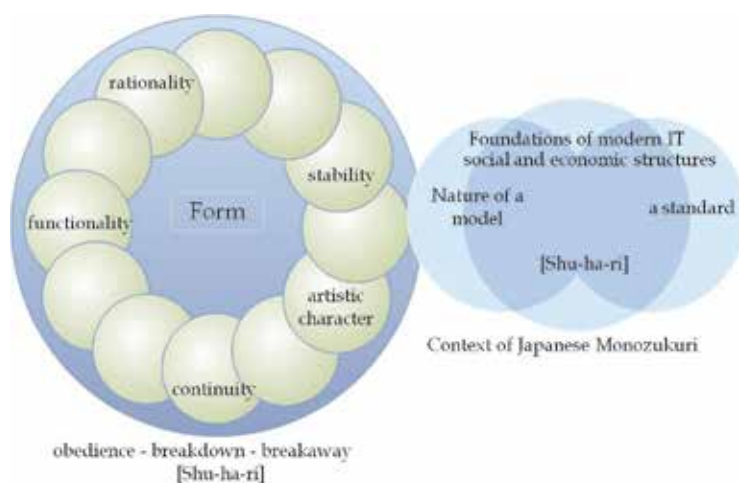 rationality
stability
functionality
Form
artistic
character
continuity
obedience - breakdown - breakaway
[Shu-ha-ri]
Foundations of modern IT
social and economic structures
Nature of a
model
a standard
[Shu-ha-ri]
Context of Japanese Monozukuri